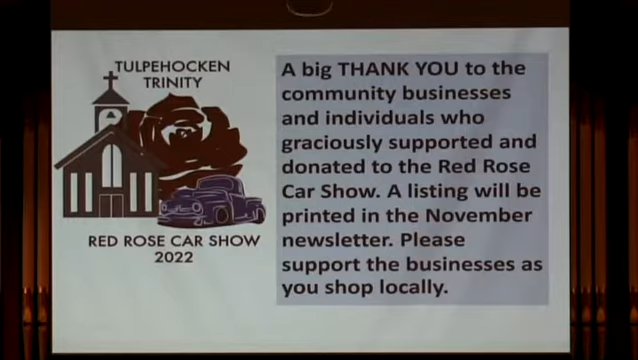 TULPEHOCKEN
TRINITY
RED ROSE CAR SHOW
2022
A big THANK YOU to the
community businesses
and individuals who
graciously supported and
donated to the Red Rose
Car Show. A listing will be
printed in the November
newsletter. Please
support the businesses as
you shop locally.